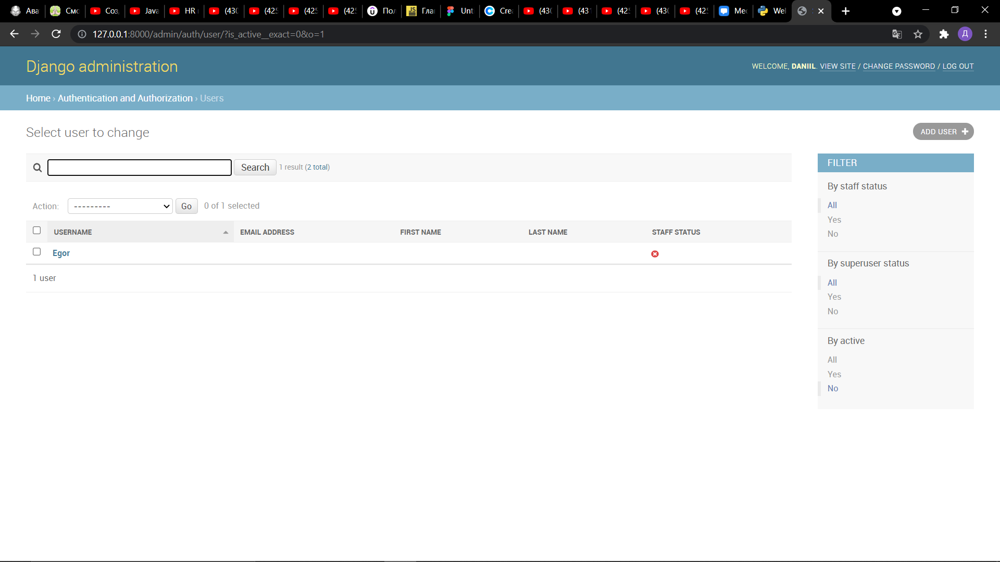 Ава Смо Соз Java HR (430 (425 (425 (425 Пол JS Гла Unt Crea (430 (431 (425 (430 (425 Mec Wel
127.0.0.1:8000/admin/auth/user/?is_active__exact=0&o=1 Д
Django administration
WELCOME, DANIIL. VIEW SITE / CHANGE PASSWORD / LOG OUT
Home › Authentication and Authorization › Users
Select user to change
ADD USER
Search 1 result (2 total)
Action: --------- Go 0 of 1 selected
USERNAME EMAIL ADDRESS FIRST NAME LAST NAME STAFF STATUS
Egor
1 user
FILTER
By staff status
All
Yes
No
By superuser status
All
Yes
No
By active
All
Yes
No